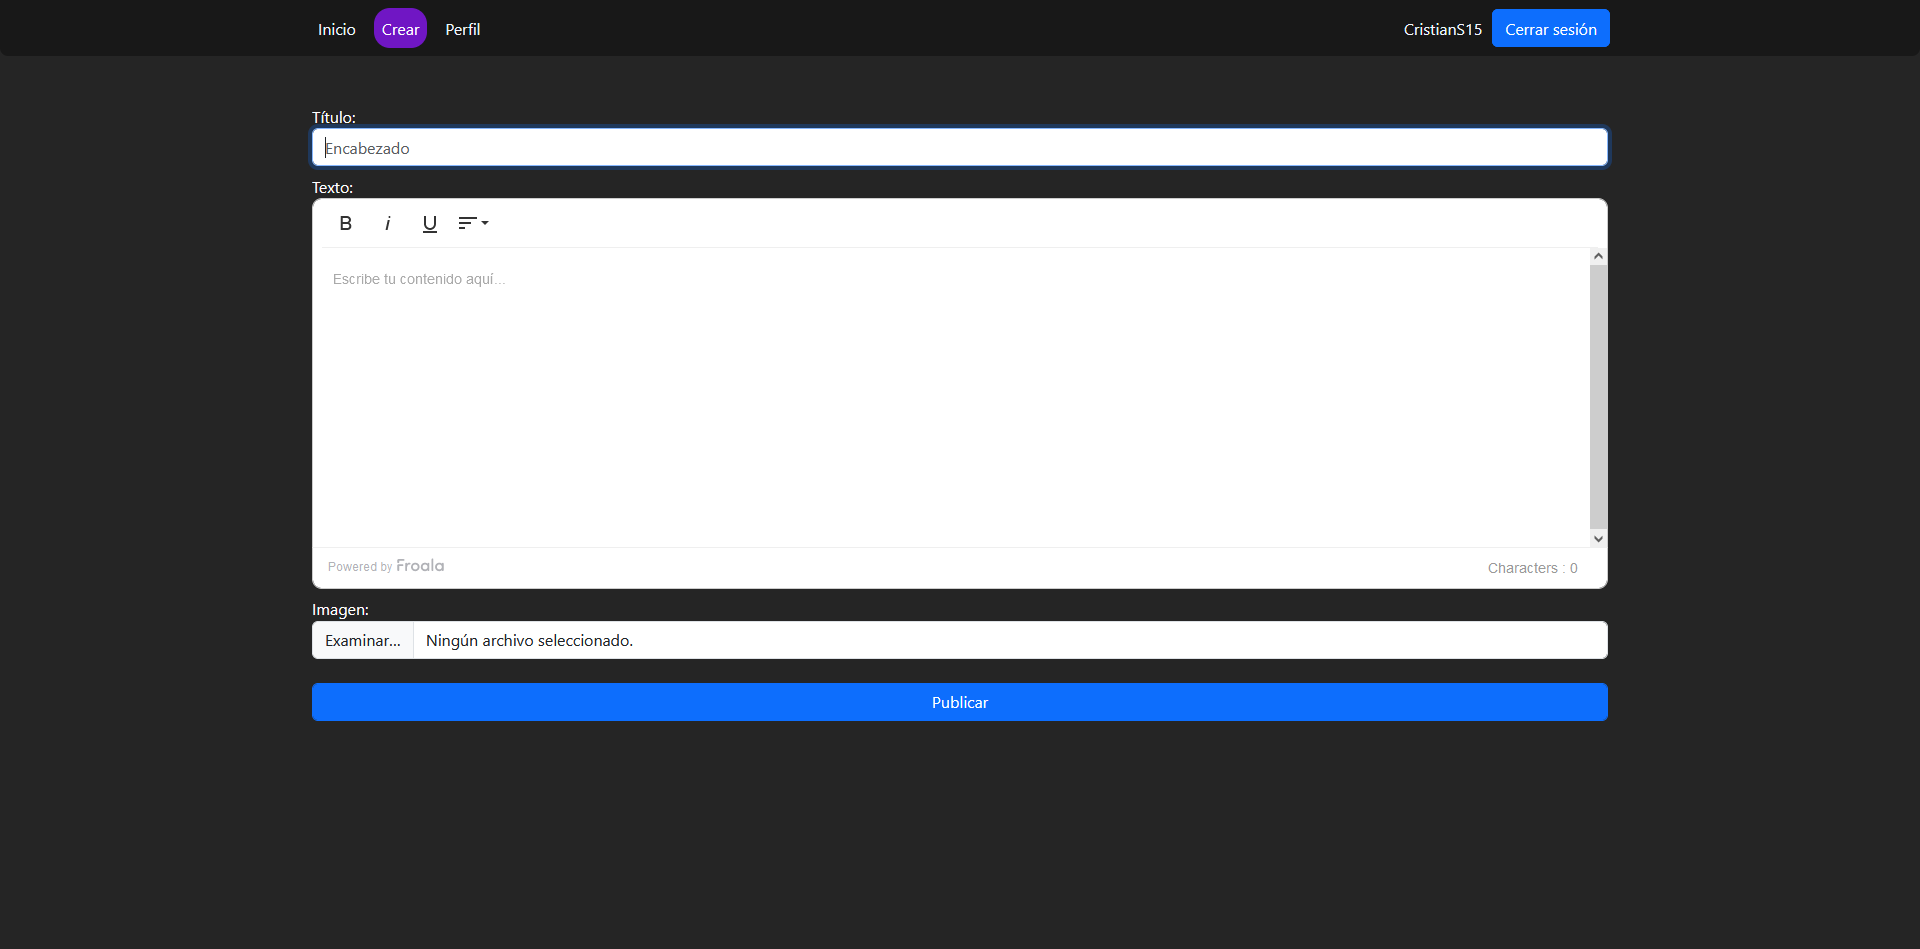 Inicio Crear Perfil CristianS15 Cerrar sesión
Título:
Encabezado
Texto:
B i U
Escribe tu contenido aquí...
Powered by Froala Characters : 0
Imagen:
Examinar... Ningún archivo seleccionado.
Publicar